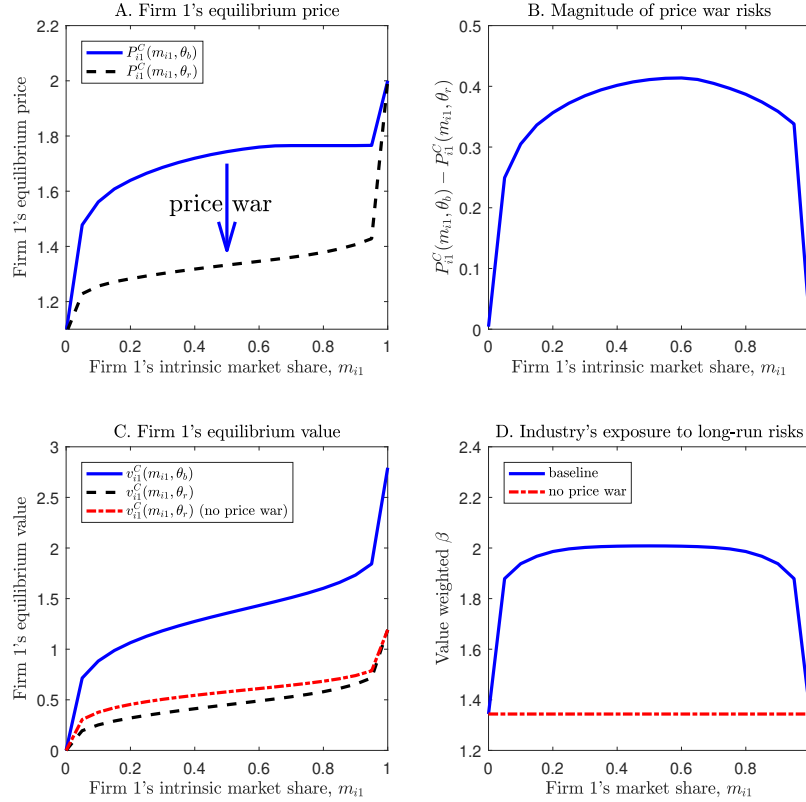 A. Firm 1's equilibrium price
2.2
2
1.8
1.6
1.4
1.2
0
0.2
0.4
0.6
0.8
1
Firm 1's equilibrium price
Firm 1's intrinsic market share, m_{i1}
P_{i1}^C(m_{i1}, θ_b)
P_{i1}^C(m_{i1}, θ_r)
price war
B. Magnitude of price war risks
0.5
0.4
0.3
0.2
0.1
0
0
0.2
0.4
0.6
0.8
P_{i1}^C(m_{i1}, θ_b) − P_{i1}^C(m_{i1}, θ_r)
Firm 1's intrinsic market share, m_{i1}
C. Firm 1's equilibrium value
3
2.5
2
1.5
1
0.5
0
0
0.2
0.4
0.6
0.8
1
Firm 1's equilibrium value
Firm 1's intrinsic market share, m_{i1}
v_{i1}^C(m_{i1}, θ_b)
v_{i1}^C(m_{i1}, θ_r)
v_{i1}^C(m_{i1}, θ_r) (no price war)
D. Industry's exposure to long-run risks
2.4
2.2
2
1.8
1.6
1.4
1.2
0
0.2
0.4
0.6
0.8
Value weighted β
Firm 1's market share, m_{i1}
baseline
no price war